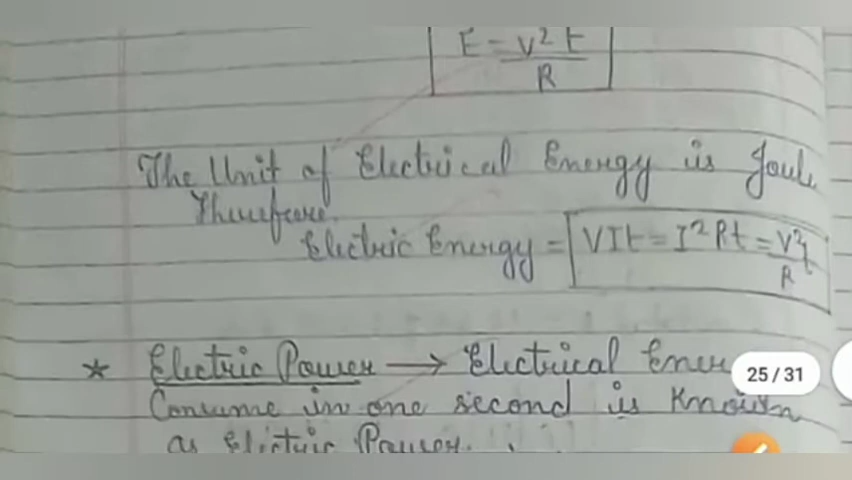 E = V²t
R
The Unit of Electrical Energy is Joule
Therefore.
Electric Energy = VIt = I²Rt = V²t
R
* Electric Power → Electrical Ener
25/31
Consume in one second is Known
as Electric Power.